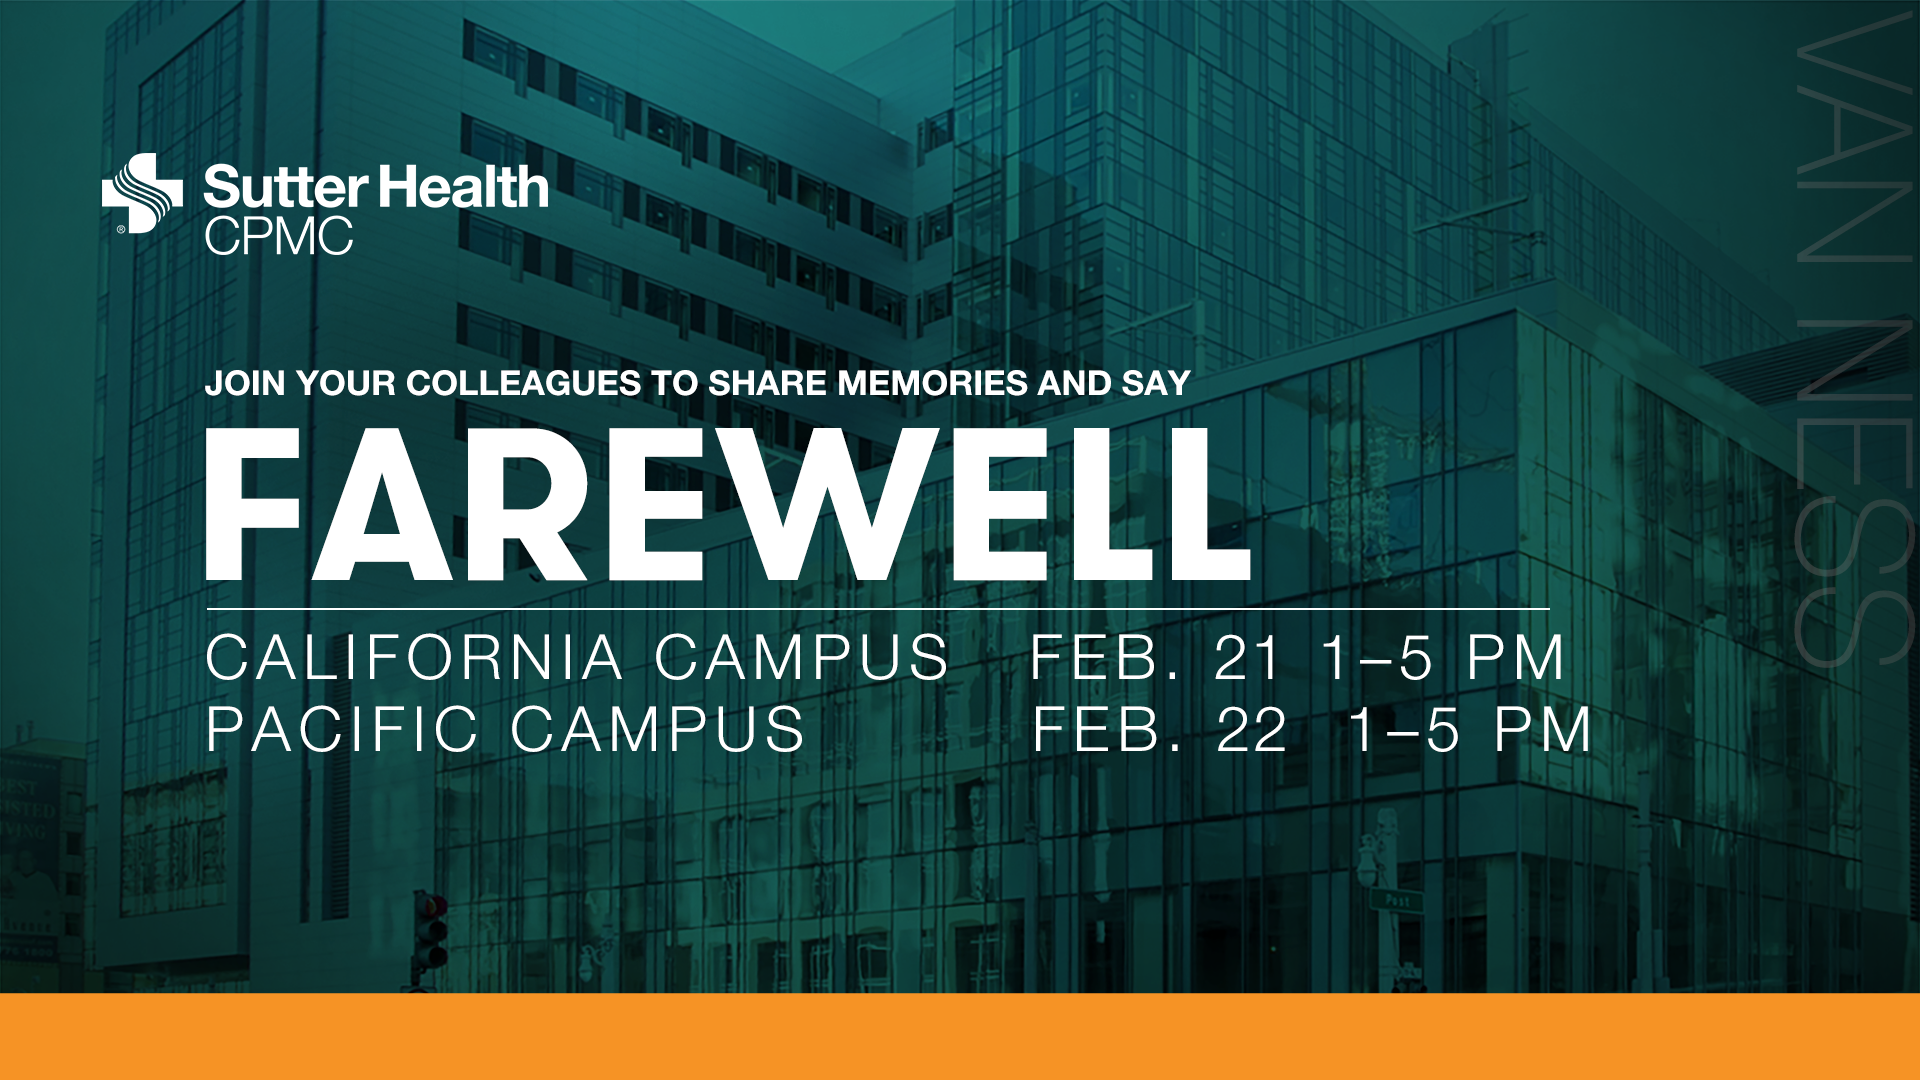 Sutter Health
CPMC
JOIN YOUR COLLEAGUES TO SHARE MEMORIES AND SAY
FAREWELL
CALIFORNIA CAMPUS FEB. 21 1–5 PM
PACIFIC CAMPUS FEB. 22 1–5 PM
VAN NESS
Post